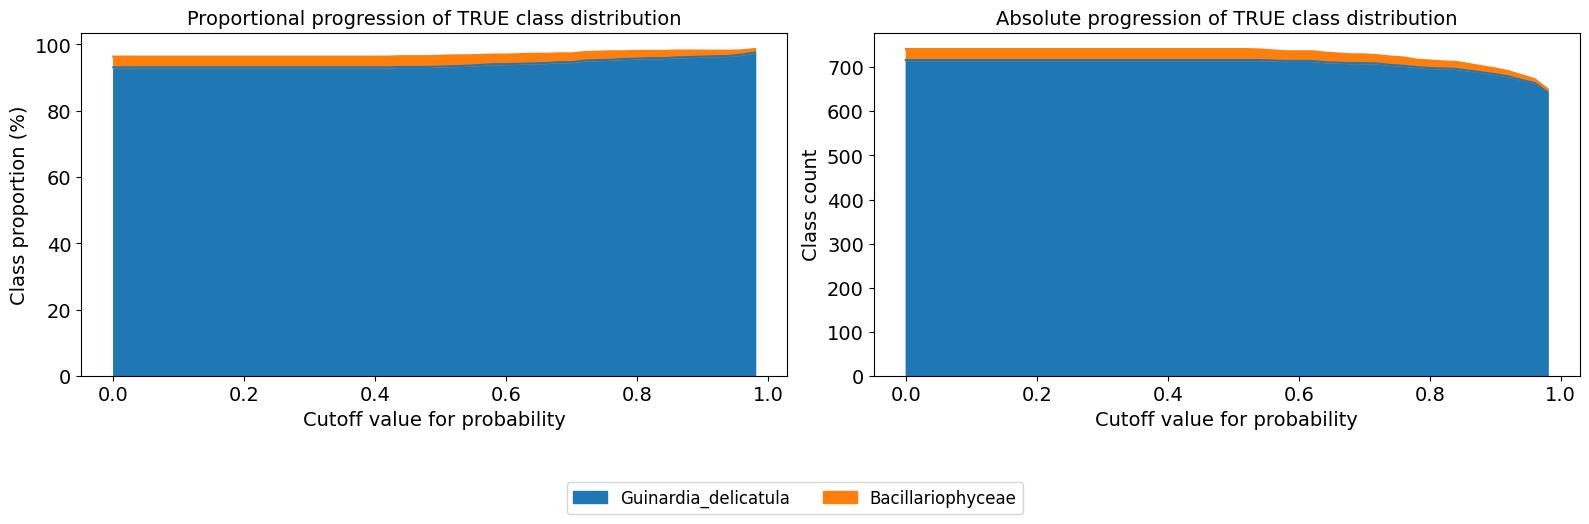 Proportional progression of TRUE class distribution
Class proportion (%)
100
80
60
40
20
0
0.0 0.2 0.4 0.6 0.8 1.0
Cutoff value for probability
Absolute progression of TRUE class distribution
Class count
700
600
500
400
300
200
100
0
0.0 0.2 0.4 0.6 0.8 1.0
Cutoff value for probability
Guinardia_delicatula Bacillariophyceae